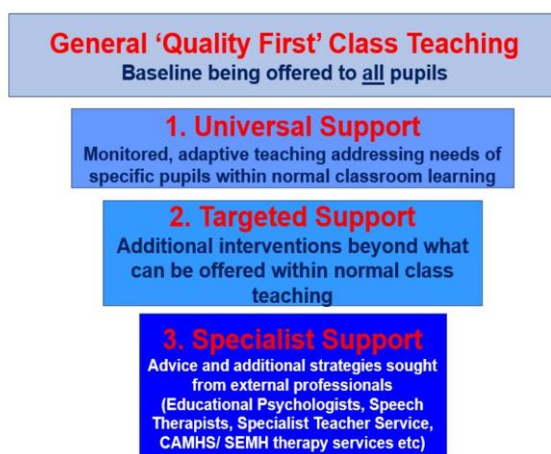 General ‘Quality First’ Class Teaching
Baseline being offered to all pupils
1. Universal Support
Monitored, adaptive teaching addressing needs of
specific pupils within normal classroom learning
2. Targeted Support
Additional interventions beyond what
can be offered within normal class
teaching
3. Specialist Support
Advice and additional strategies sought
from external professionals
(Educational Psychologists, Speech
Therapists, Specialist Teacher Service,
CAMHS/ SEMH therapy services etc)